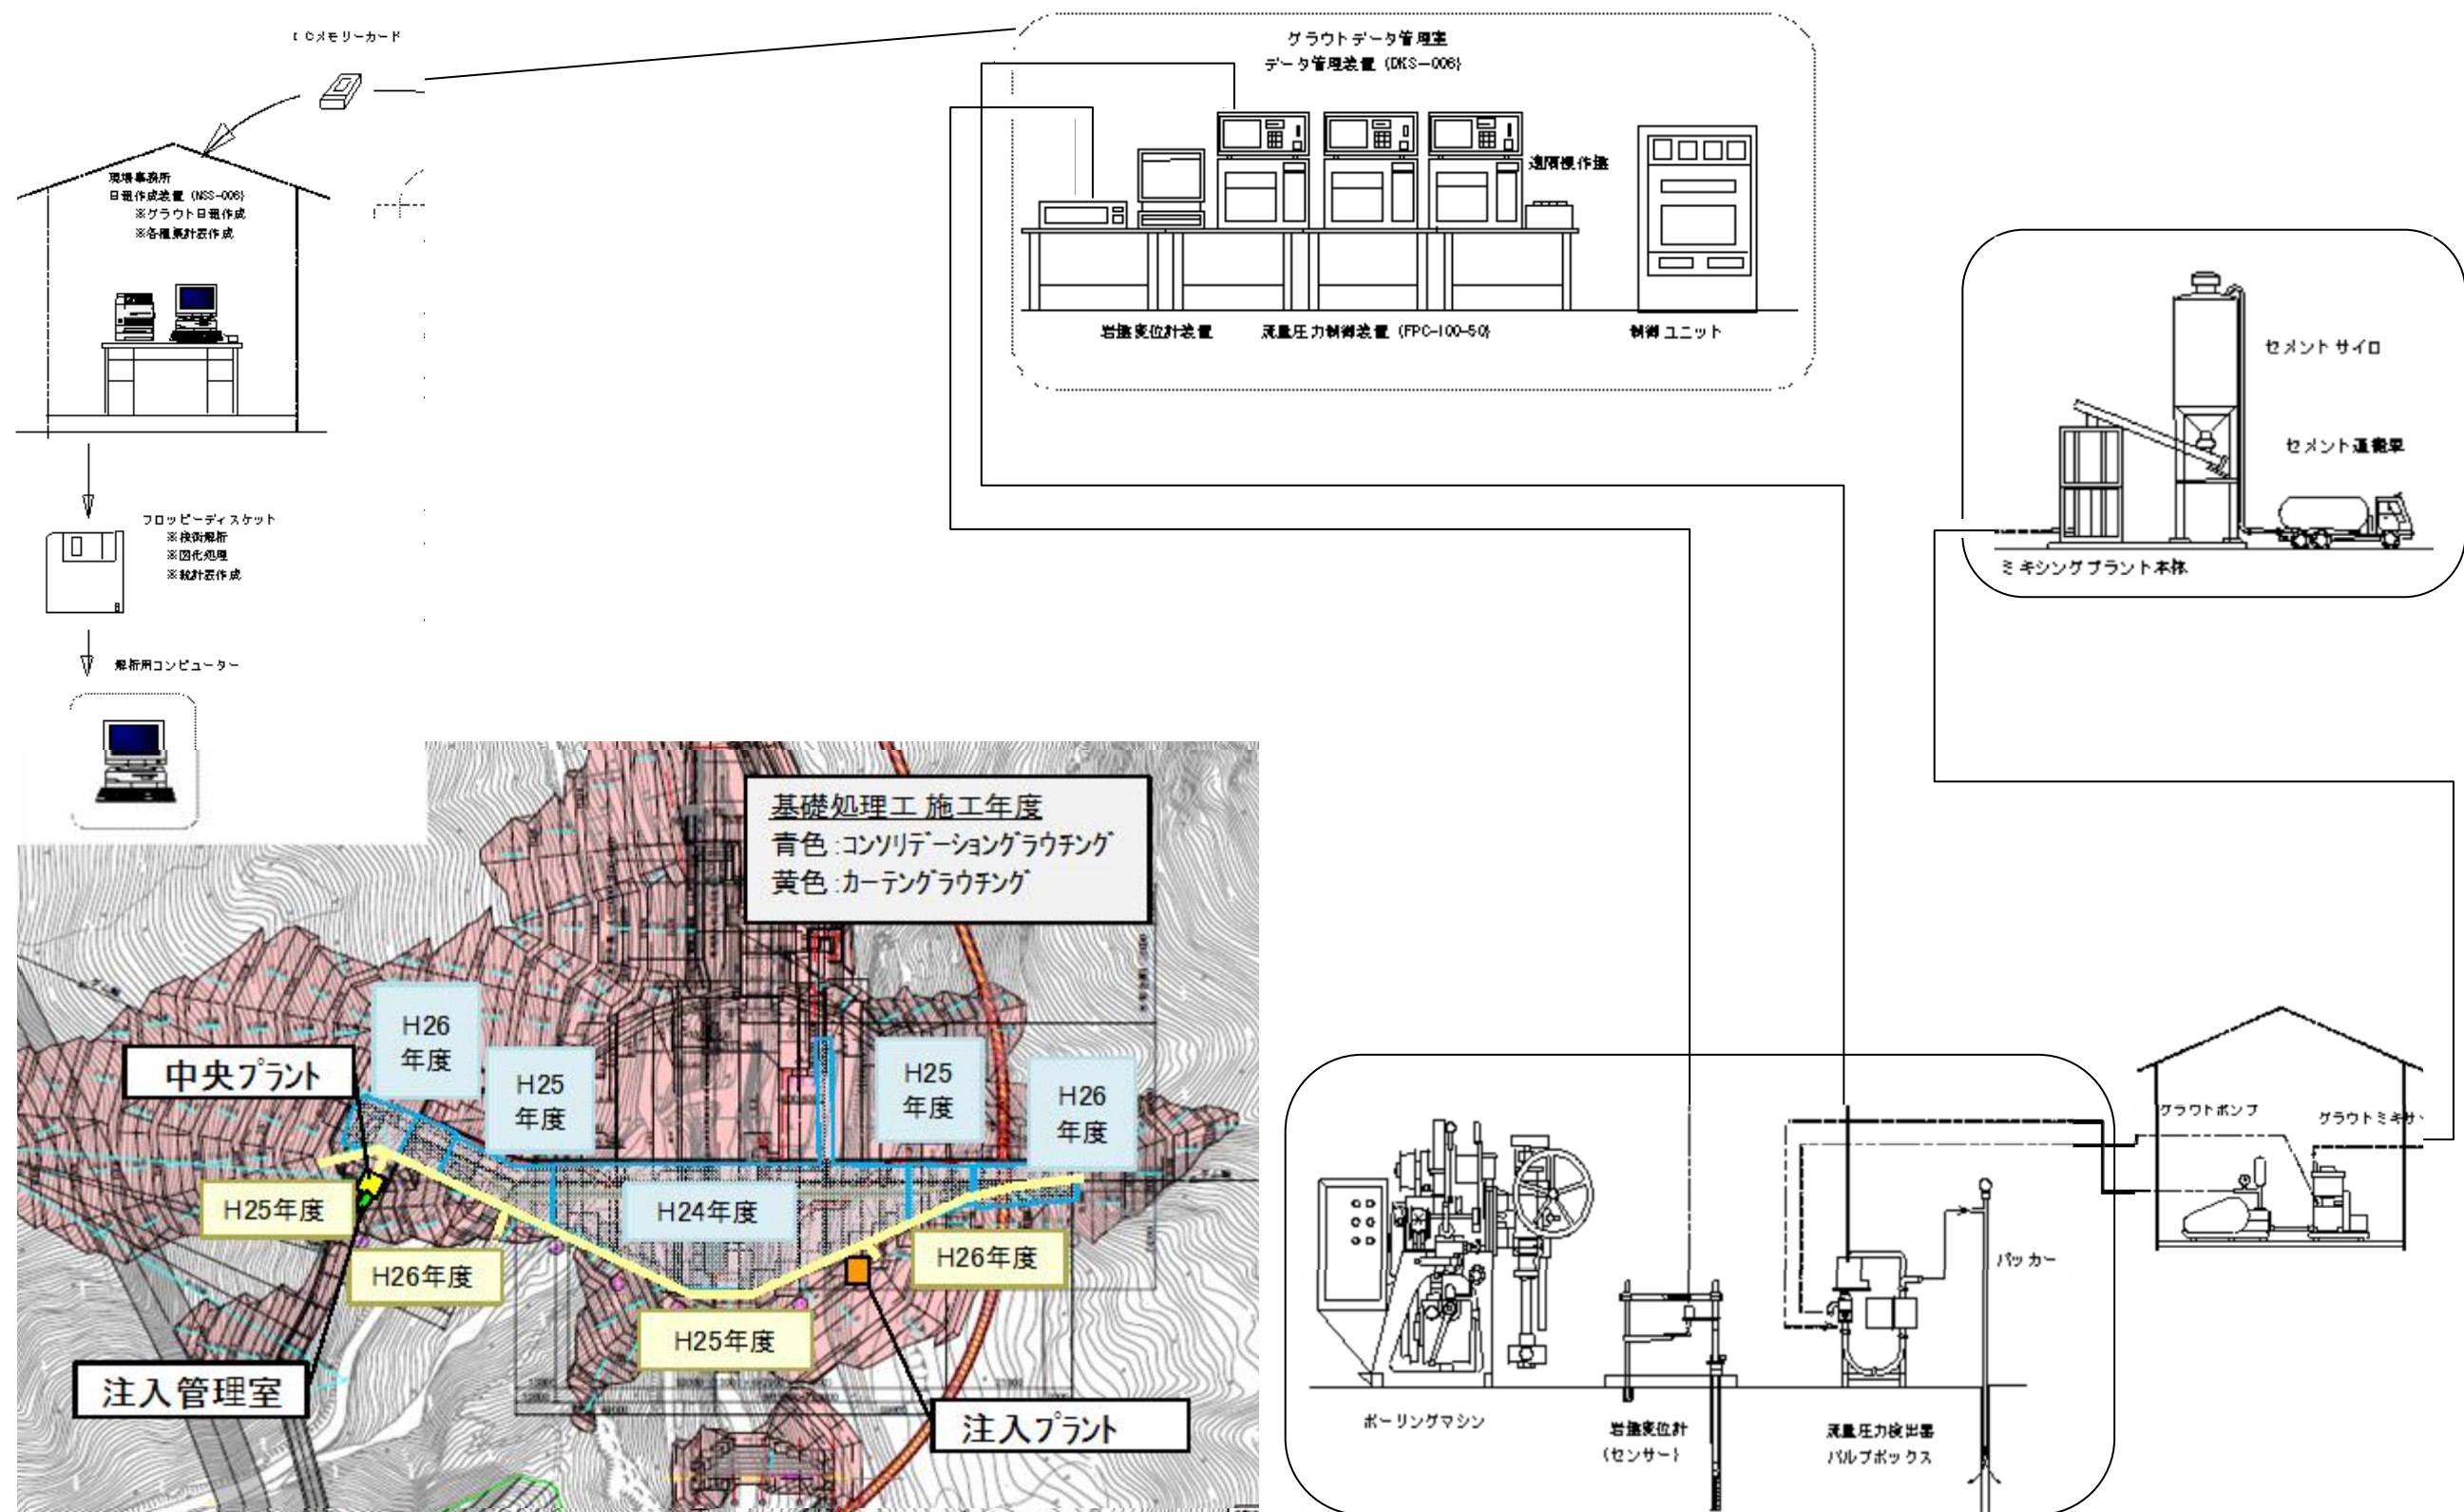 ICメモリーカード
現場事務所
日報作成装置 (NSS-006)
※グラウト日報作成
※各種集計表作成
フロッピーディスケット
※技術解析
※図化処理
※統計表作成
解析用コンピューター
グラウトデータ管理室
データ管理装置 (DKS-006)
遠隔操作盤
岩盤変位計装置
流量圧力制御装置 (FPC-100-50)
制御ユニット
セメントサイロ
セメント運搬車
ミキシングプラント本体
基礎処理工 施工年度
青色:コンソリデーショングラウチング
黄色:カーテングラウチング
H26
年度
H25
年度
H25
年度
H26
年度
中央プラント
H25年度
H24年度
H26年度
H26年度
H25年度
注入管理室
注入プラント
グラウトポンプ
グラウトミキサ
パッカー
ボーリングマシン
岩盤変位計
(センサー)
流量圧力検出器
バルブボックス